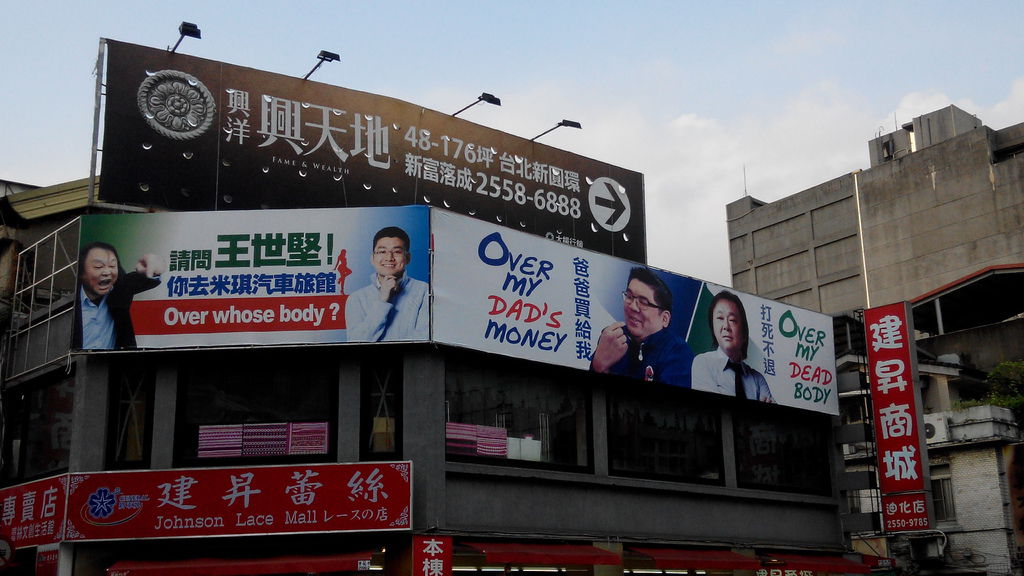 興洋
興天地
FAME & WEALTH
48-176坪 台北新圓環
新富落成-2558-6888
請問 王世堅！
你去米琪汽車旅館
Over whose body ?
OVER
MY
DAD'S
MONEY
爸爸買給我
打死不退
OVER
MY
DEAD
BODY
建昇商城
迪化店
2550-9785
專賣店
建昇蕾絲
Johnson Lace Mall レースの店
本棟